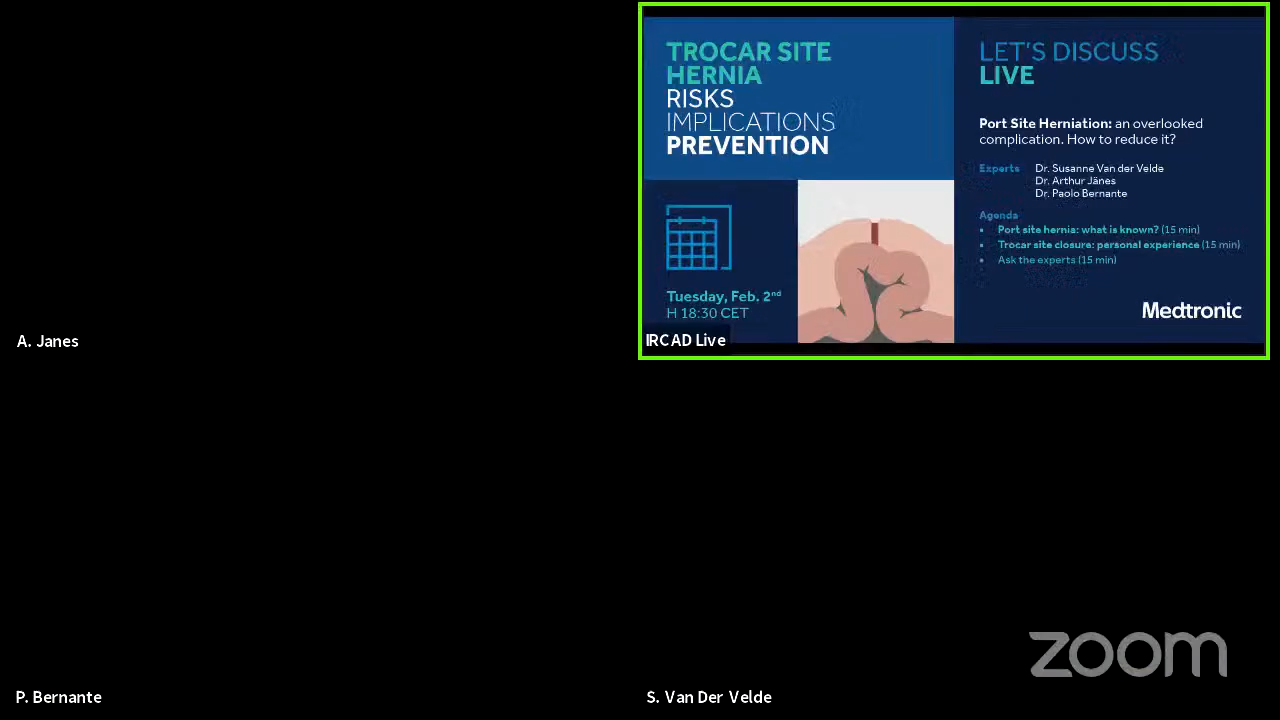 TROCAR SITE
HERNIA
RISKS
IMPLICATIONS
PREVENTION
Tuesday, Feb. 2nd
H 18:30 CET
LET'S DISCUSS
LIVE
Port Site Herniation: an overlooked
complication. How to reduce it?
Experts Dr. Susanne Van der Velde
Dr. Arthur Jänes
Dr. Paolo Bernante
Agenda
• Port site hernia: what is known? (15 min)
• Trocar site closure: personal experience (15 min)
• Ask the experts (15 min)
Medtronic
IRCAD Live
A. Janes
P. Bernante
S. Van Der Velde
zoom